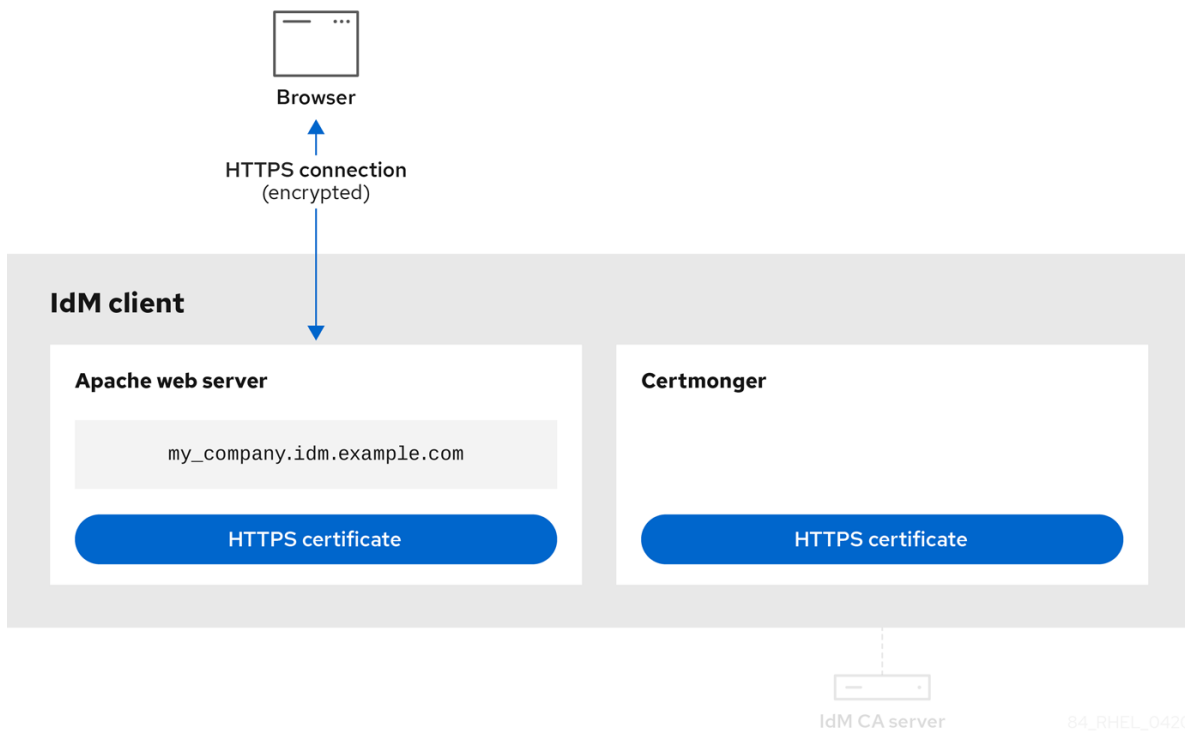 Browser
HTTPS connection
(encrypted)
IdM client
Apache web server
my_company.idm.example.com
HTTPS certificate
Certmonger
HTTPS certificate
IdM CA server
84_RHEL_0420